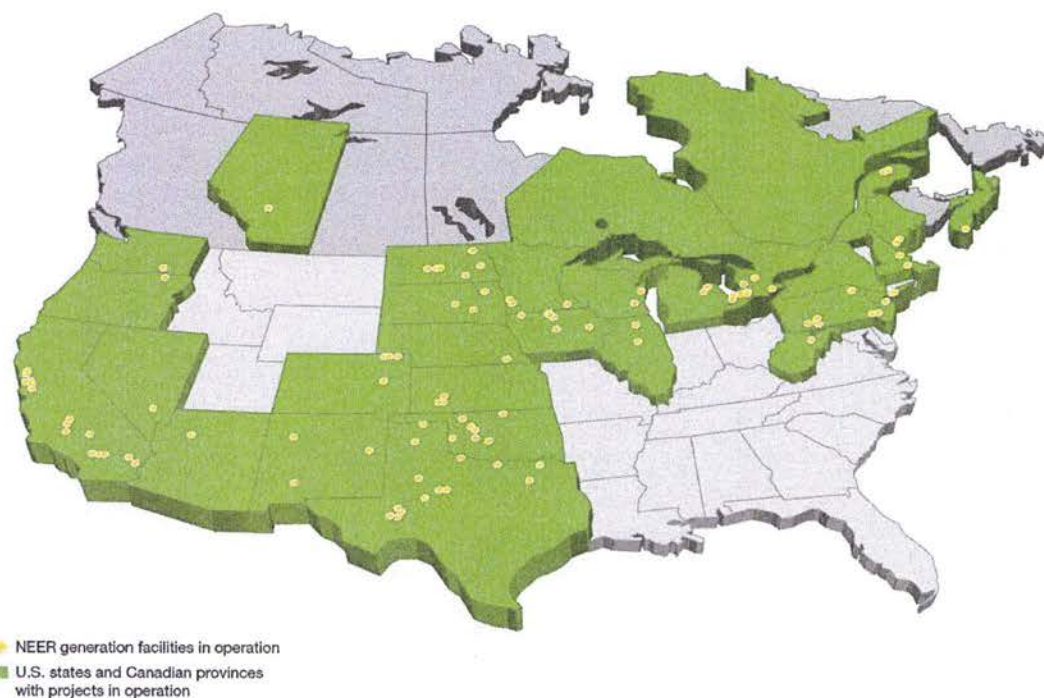 NEER generation facilities in operation
U.S. states and Canadian provinces
with projects in operation